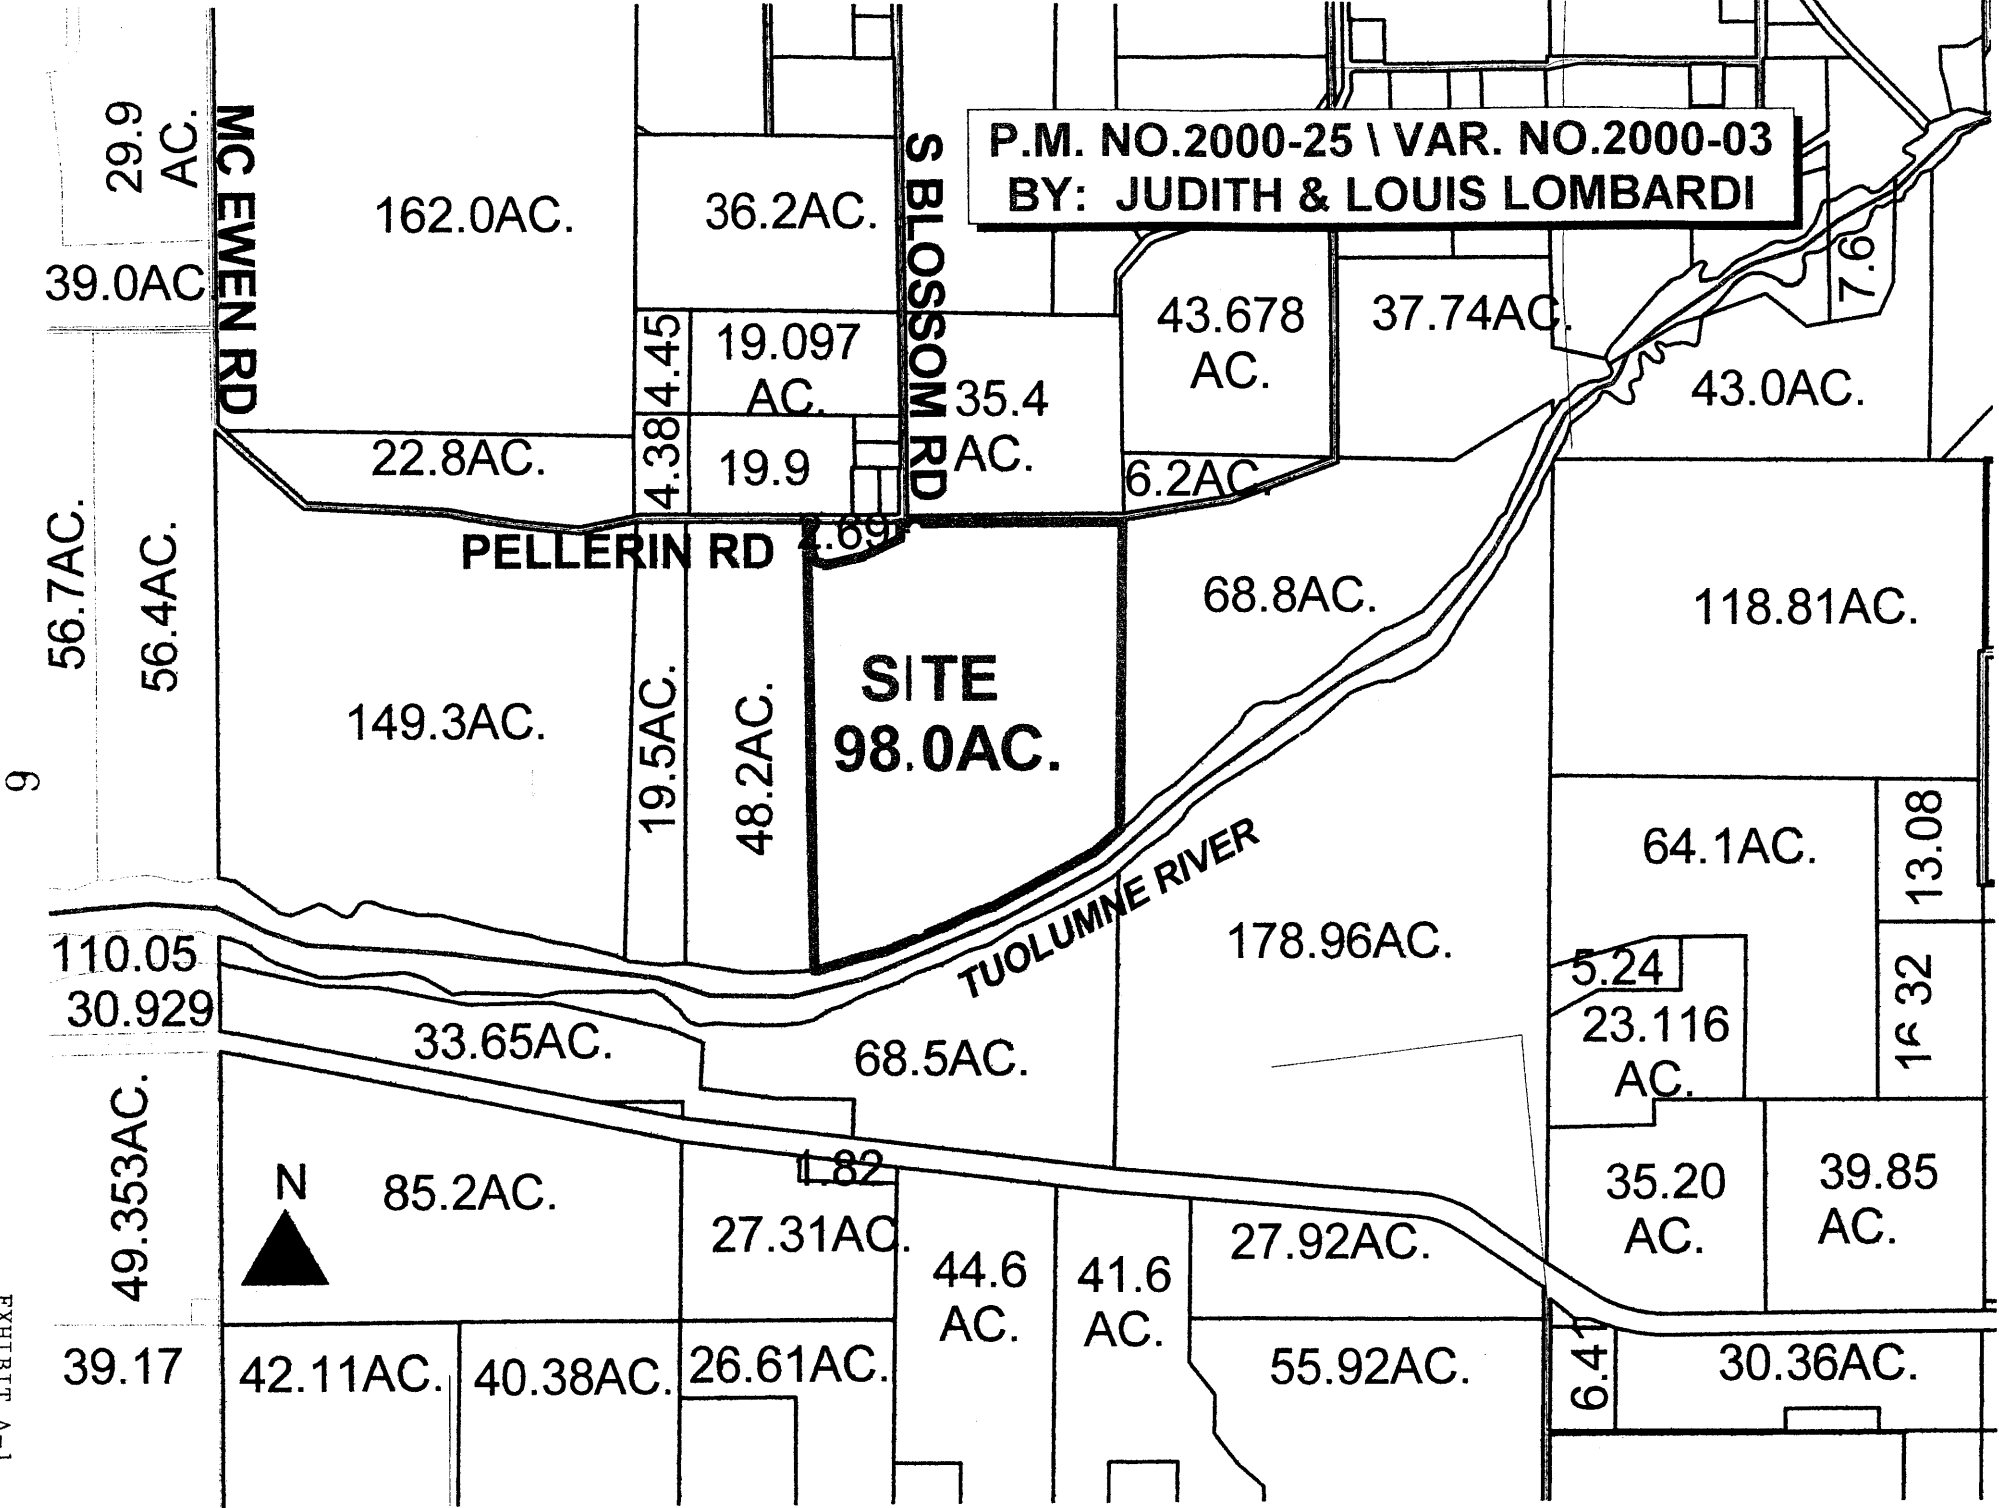 P.M. NO.2000-25 \ VAR. NO.2000-03
BY: JUDITH & LOUIS LOMBARDI
29.9
AC.
MC EWEN RD
162.0AC.
36.2AC.
S BLOSSOM RD
39.0AC
4.45
19.097
AC.
35.4
AC.
43.678
AC.
37.74AC.
7.6
43.0AC.
22.8AC.
4.38
19.9
6.2AC.
56.7AC.
56.4AC.
PELLERIN RD
2.69
68.8AC.
118.81AC.
149.3AC.
19.5AC.
48.2AC.
SITE
98.0AC.
9
TUOLUMNE RIVER
64.1AC.
13.08
110.05
30.929
33.65AC.
68.5AC.
178.96AC.
5.24
23.116
AC.
16 32
49.353AC.
N
85.2AC.
1.82
27.31AC.
44.6
AC.
41.6
AC.
27.92AC.
35.20
AC.
39.85
AC.
39.17
42.11AC.
40.38AC.
26.61AC.
55.92AC.
6.41
30.36AC.
EXHIBIT A-1